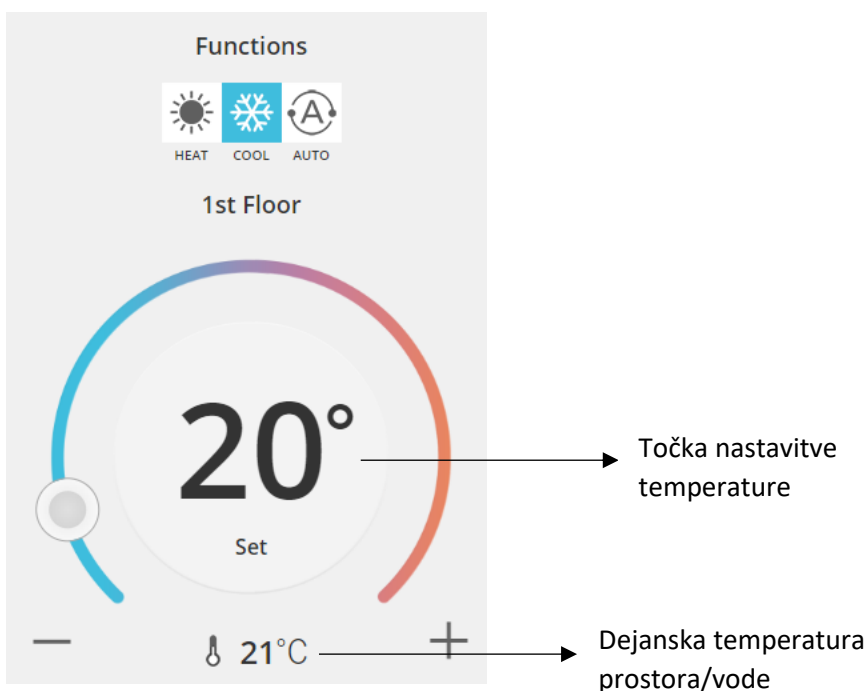 Functions
HEAT COOL AUTO
1st Floor
20°
Set
21°C
Točka nastavitve
temperature
Dejanska temperatura
prostora/vode